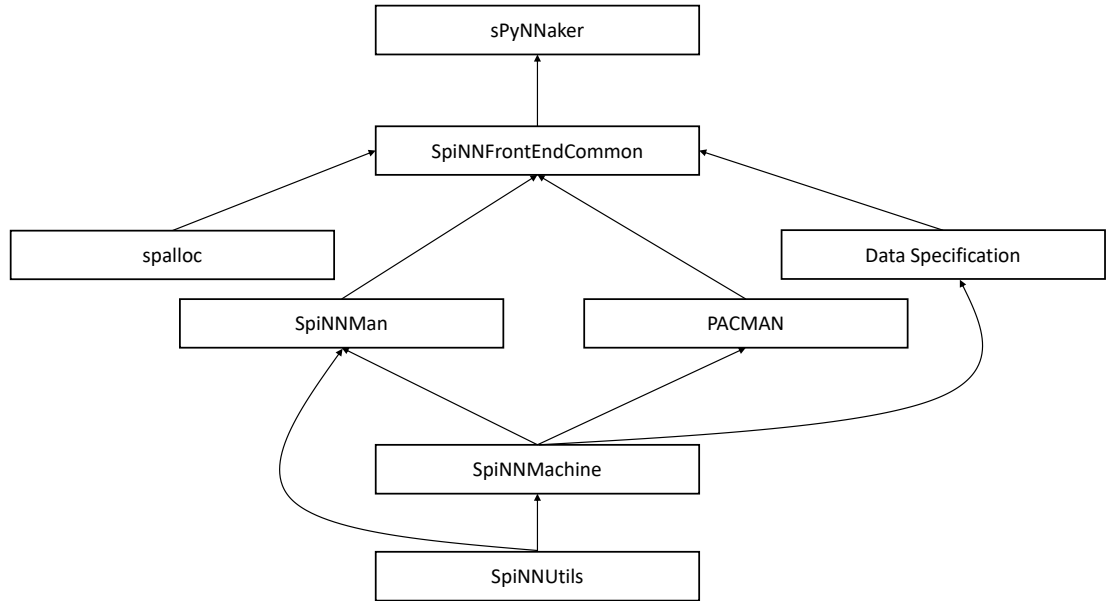 sPyNNaker
SpiNNFrontEndCommon
spalloc
Data Specification
SpiNNMan
PACMAN
SpiNNMachine
SpiNNUtils